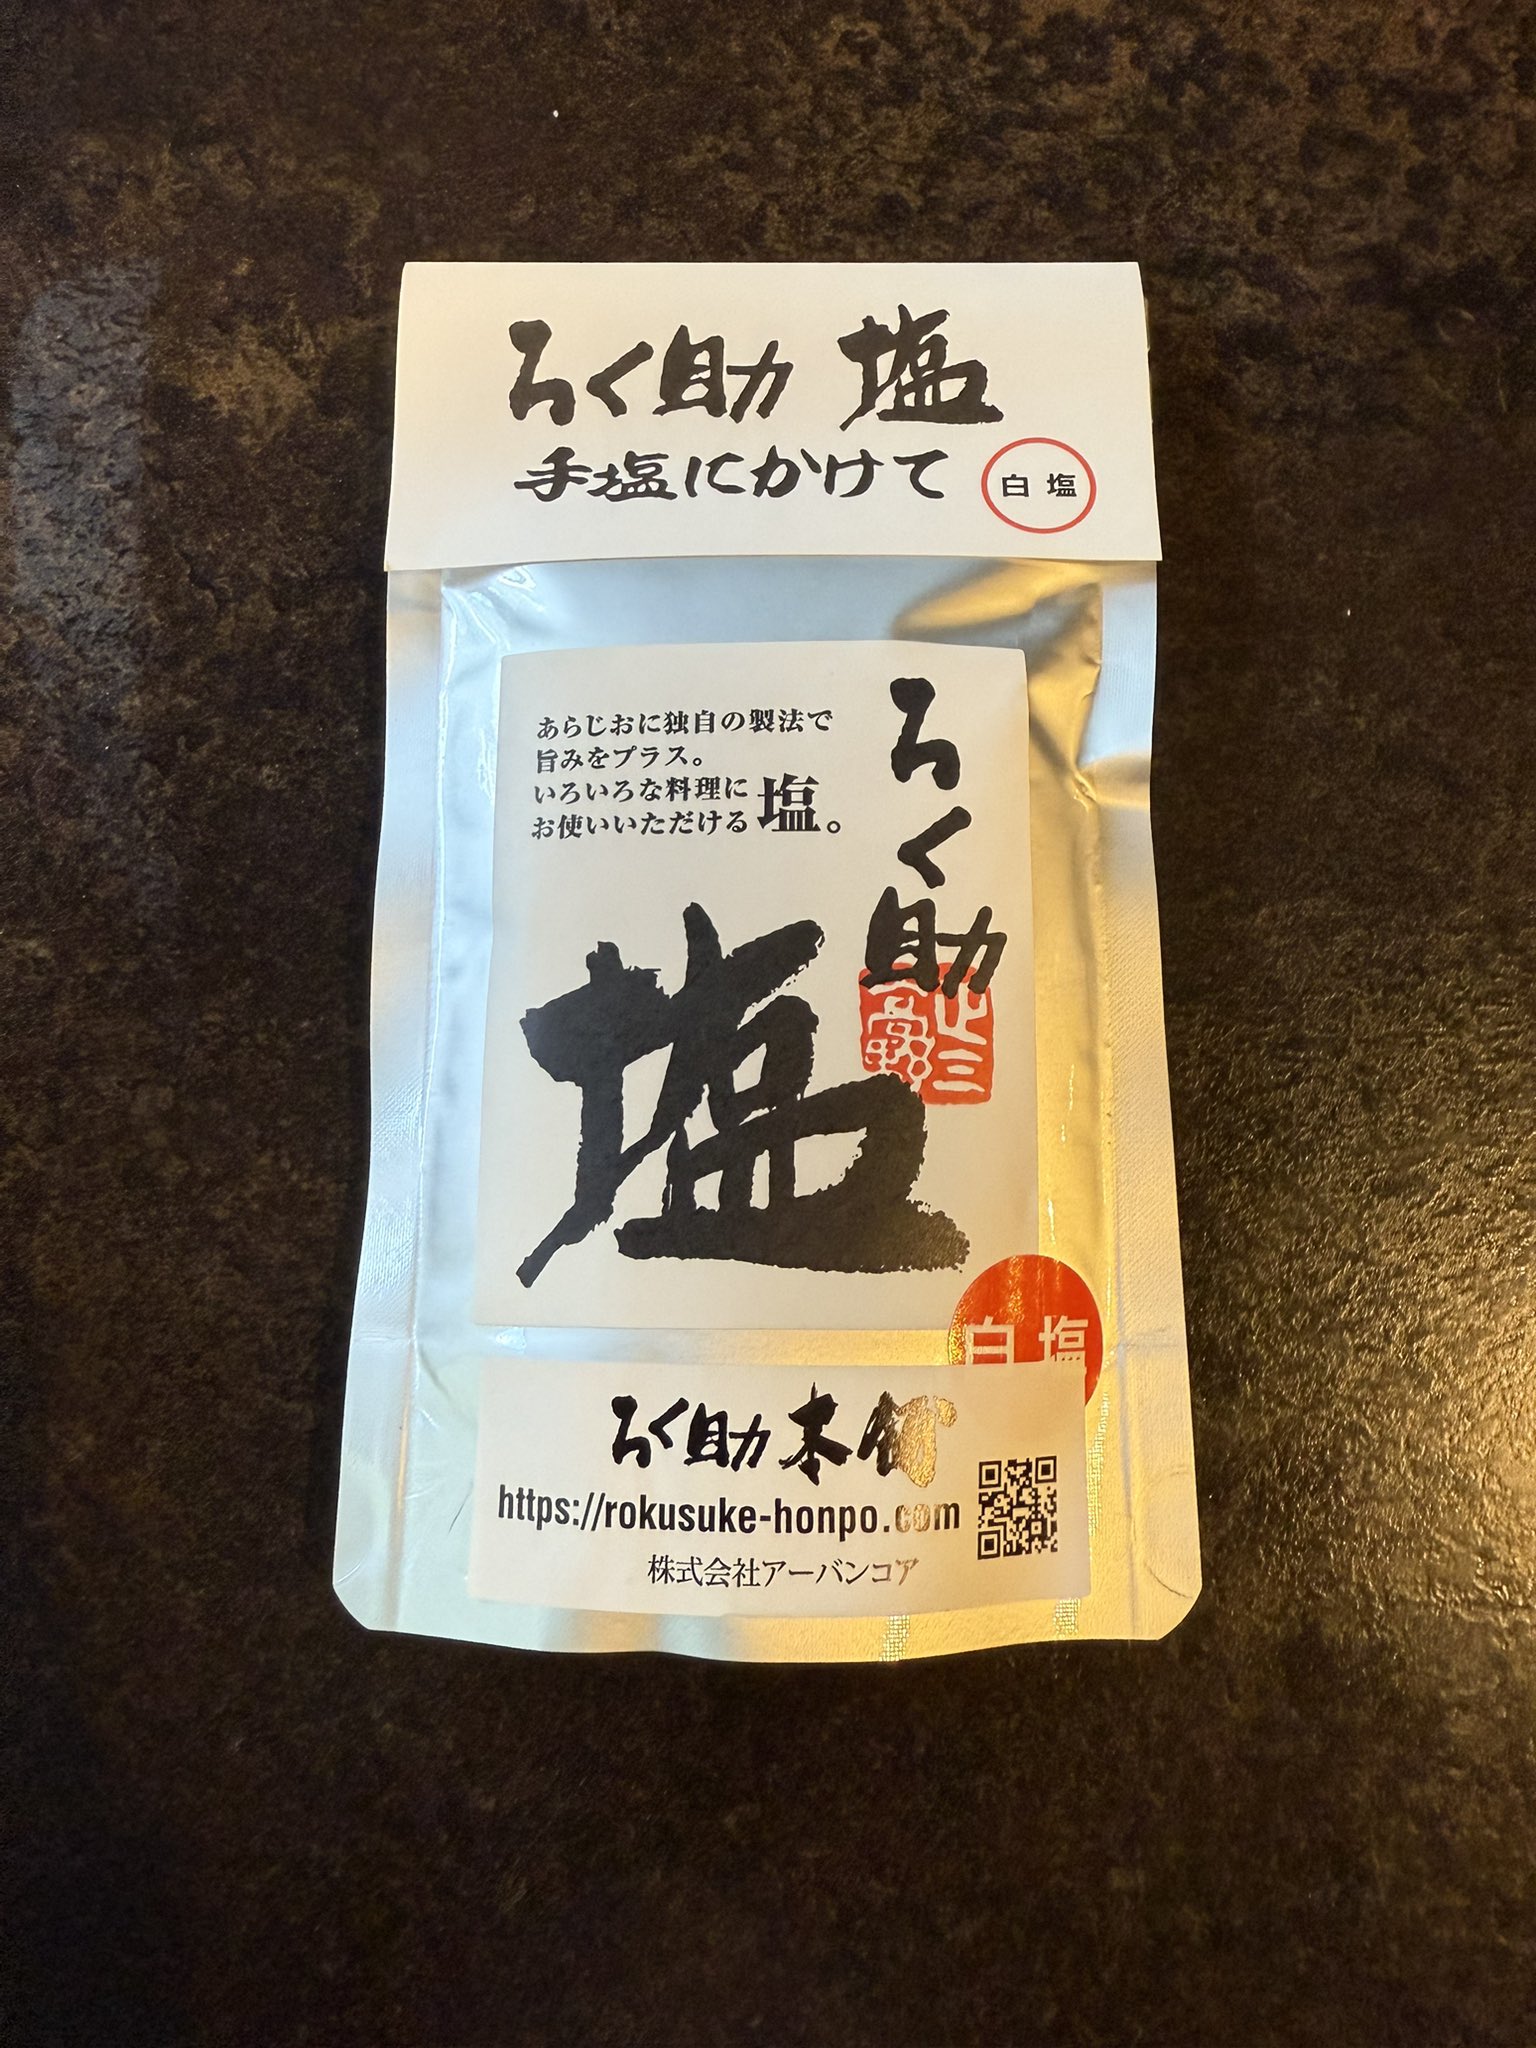 ろく助 塩
手塩にかけて
白塩
ろく助
あらじおに独自の製法で
旨みをプラス。
いろいろな料理に
お使いいただける塩。
塩
白塩
ろく助本舗
https://rokusuke-honpo.com
株式会社アーバンコア